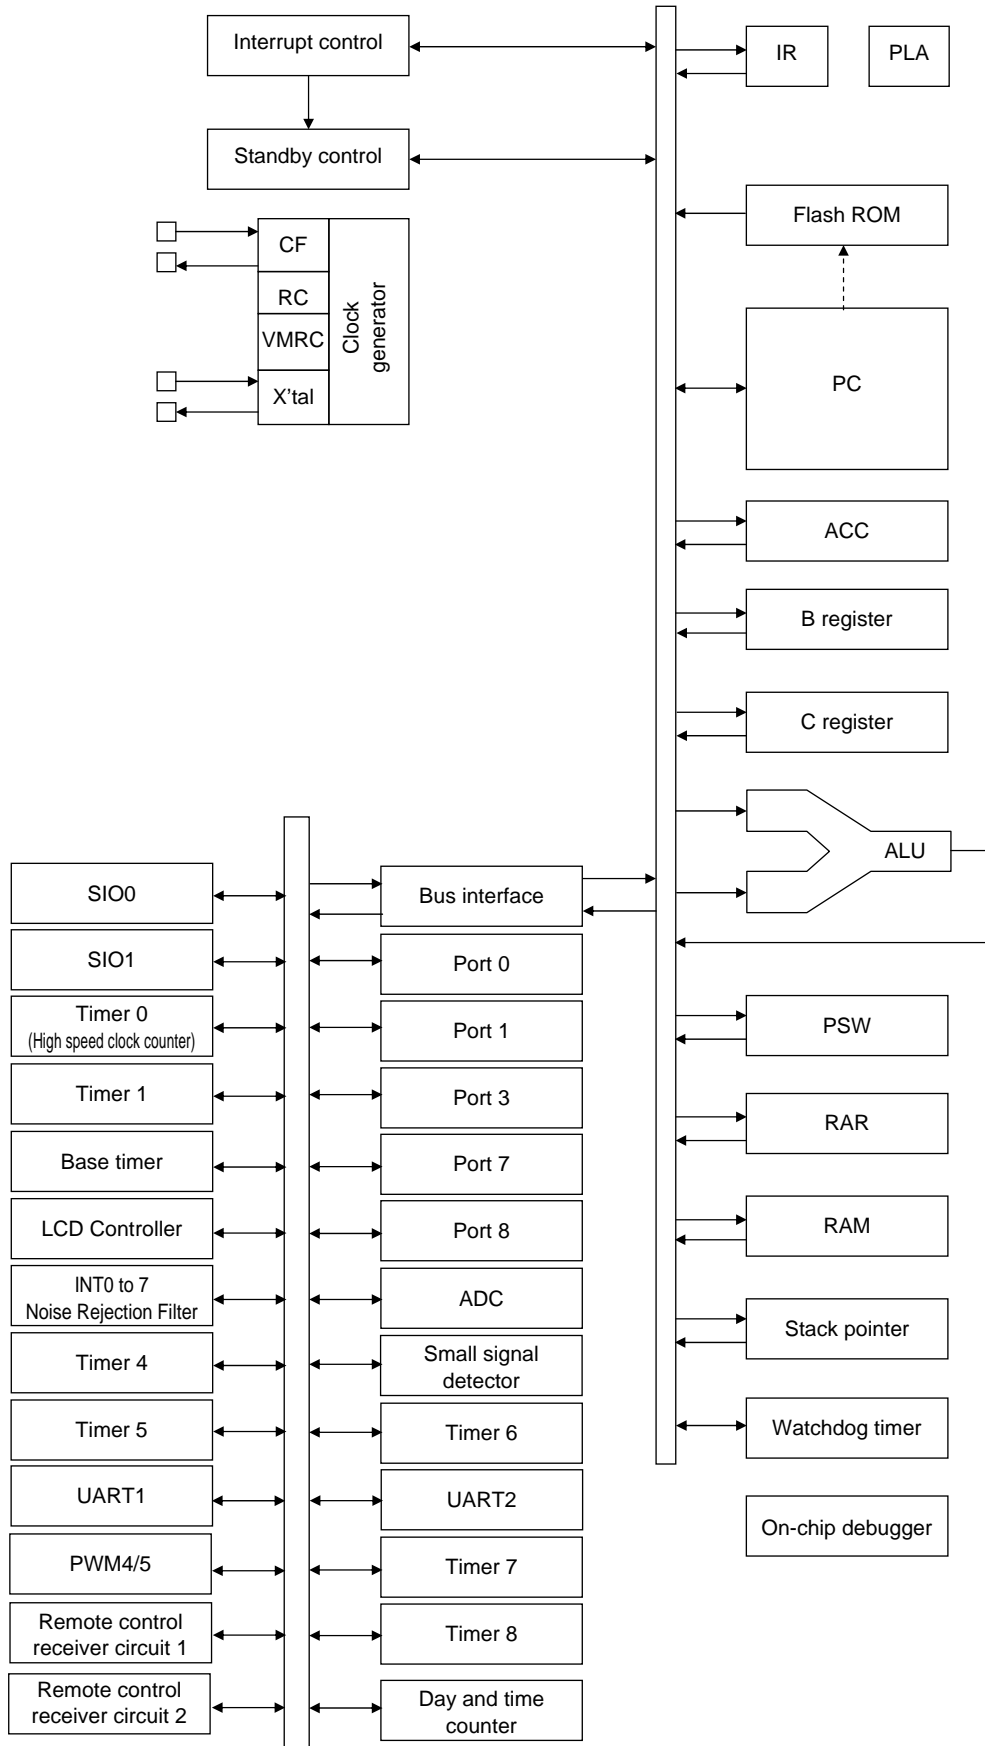 Interrupt control
IR
PLA
Standby control
Flash ROM
CF
RC
VMRC
X'tal
Clock
generator
PC
ACC
B register
C register
ALU
SIO0
Bus interface
SIO1
Port 0
Timer 0
(High speed clock counter)
Port 1
PSW
Timer 1
Port 3
RAR
Base timer
Port 7
LCD Controller
Port 8
RAM
INT0 to 7
Noise Rejection Filter
ADC
Stack pointer
Timer 4
Small signal
detector
Timer 5
Timer 6
Watchdog timer
UART1
UART2
On-chip debugger
PWM4/5
Timer 7
Remote control
receiver circuit 1
Timer 8
Remote control
receiver circuit 2
Day and time
counter